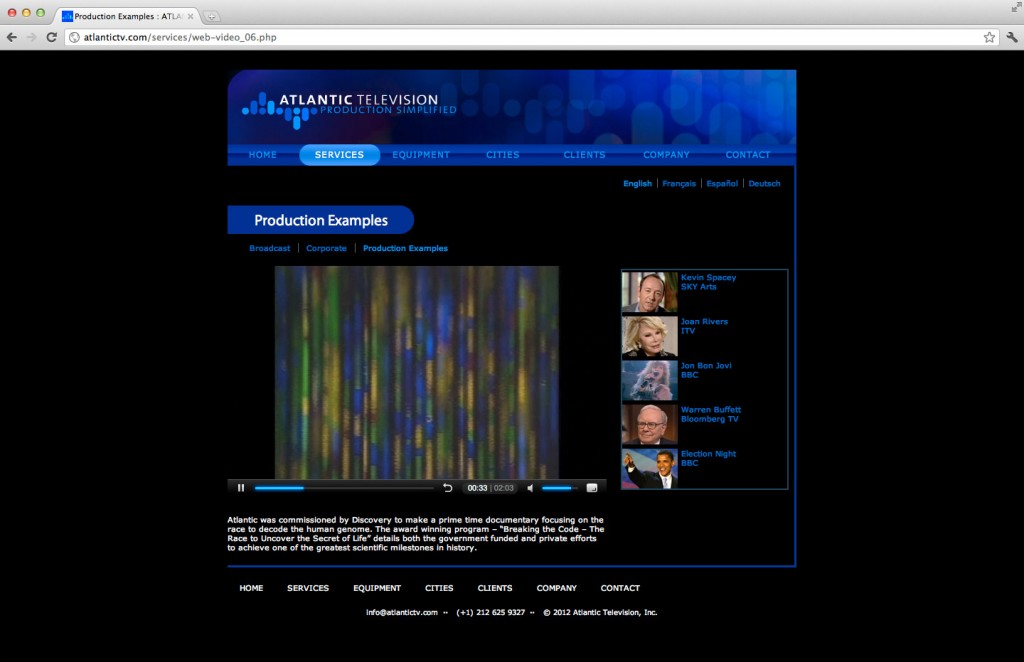 Production Examples : ATLA
atlantictv.com/services/web-video_06.php
ATLANTIC TELEVISION
PRODUCTION SIMPLIFIED
HOME SERVICES EQUIPMENT CITIES CLIENTS COMPANY CONTACT
English | Français | Español | Deutsch
Production Examples
Broadcast | Corporate | Production Examples
Kevin Spacey
SKY Arts
Joan Rivers
ITV
Jon Bon Jovi
BBC
Warren Buffett
Bloomberg TV
Election Night
BBC
00:33 | 02:03
Atlantic was commissioned by Discovery to make a prime time documentary focusing on the
race to decode the human genome. The award winning program – “Breaking the Code – The
Race to Uncover the Secret of Life” details both the government funded and private efforts
to achieve one of the greatest scientific milestones in history.
HOME SERVICES EQUIPMENT CITIES CLIENTS COMPANY CONTACT
info@atlantictv.com •• (+1) 212 625 9327 •• © 2012 Atlantic Television, Inc.